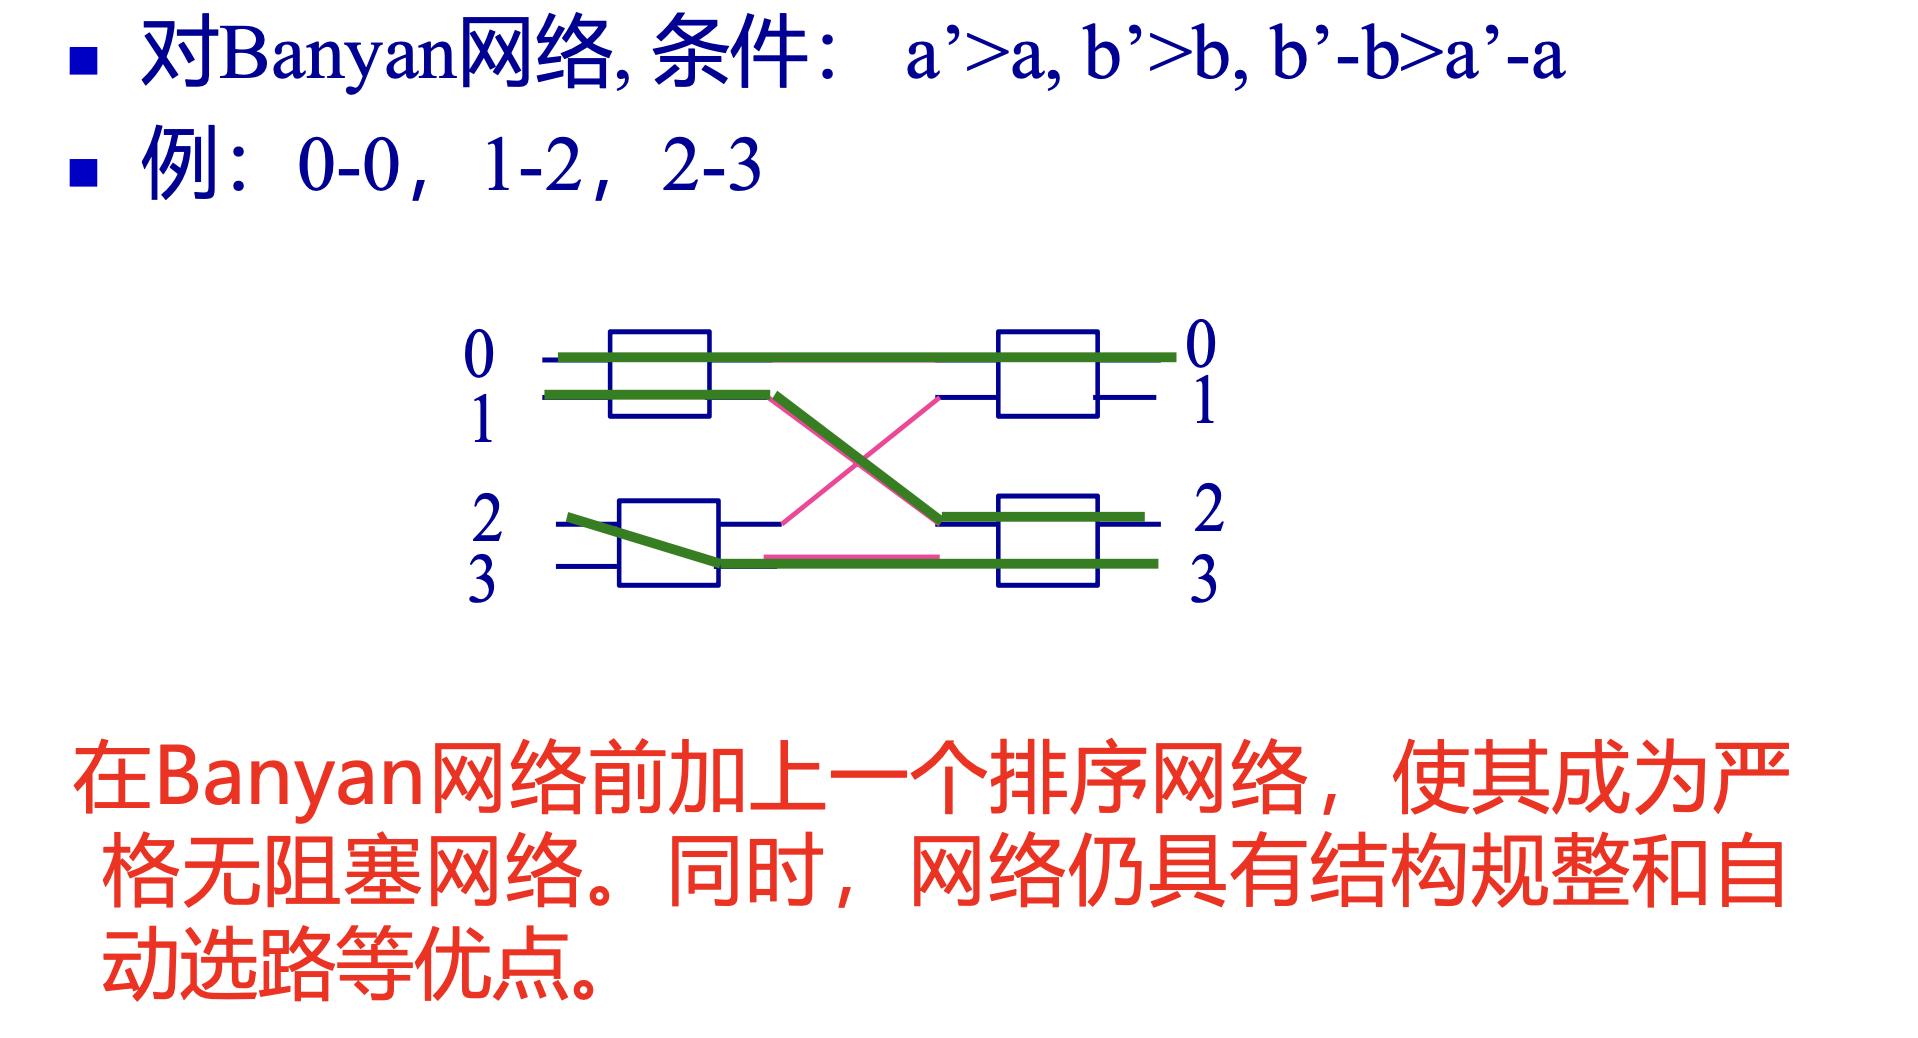 对Banyan网络, 条件： a’>a, b’>b, b’-b>a’-a
例：0-0，1-2，2-3
0
0
1
1
2
2
3
3
在Banyan网络前加上一个排序网络，使其成为严
格无阻塞网络。同时，网络仍具有结构规整和自
动选路等优点。